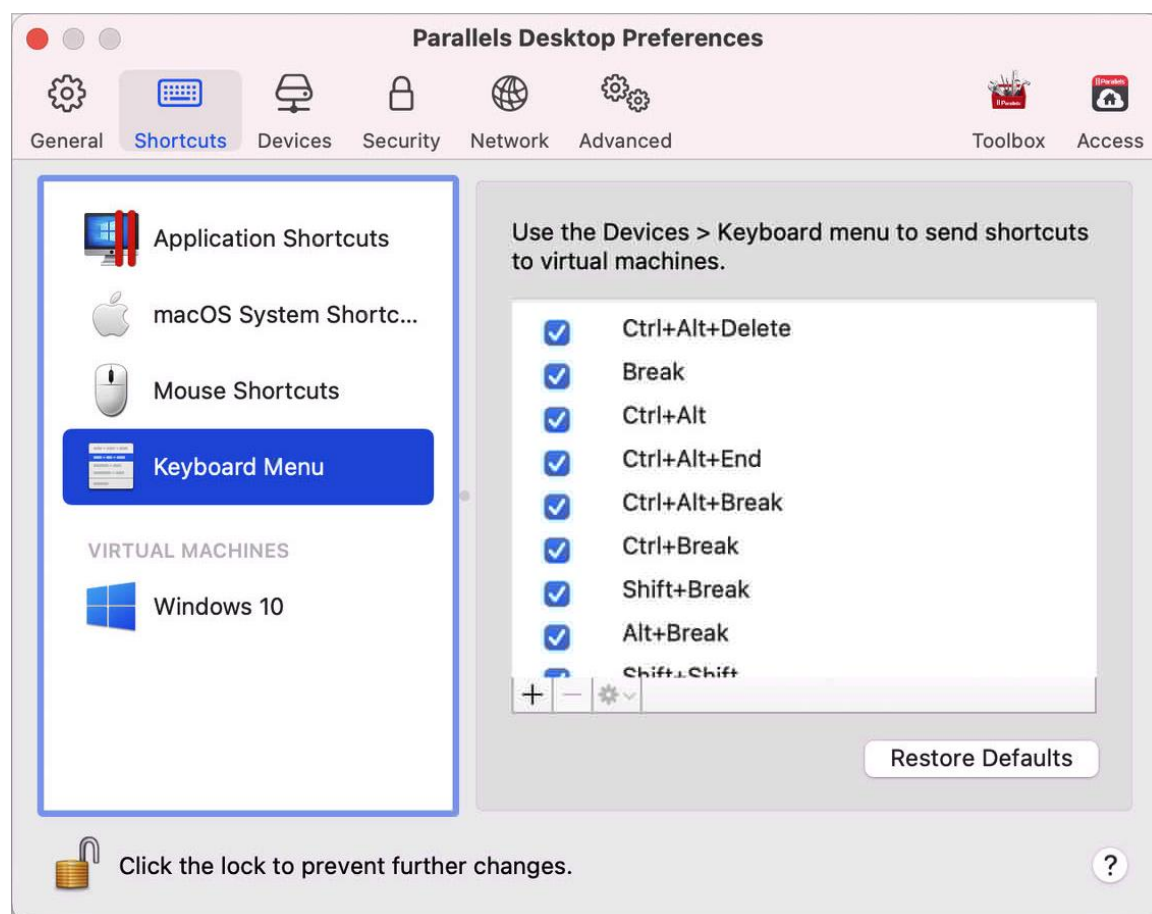 Parallels Desktop Preferences
General Shortcuts Devices Security Network Advanced Toolbox Access
Application Shortcuts
macOS System Shortc...
Mouse Shortcuts
Keyboard Menu
VIRTUAL MACHINES
Windows 10
Use the Devices > Keyboard menu to send shortcuts
to virtual machines.
Ctrl+Alt+Delete
Break
Ctrl+Alt
Ctrl+Alt+End
Ctrl+Alt+Break
Ctrl+Break
Shift+Break
Alt+Break
Shift+Shift
Restore Defaults
Click the lock to prevent further changes.
?